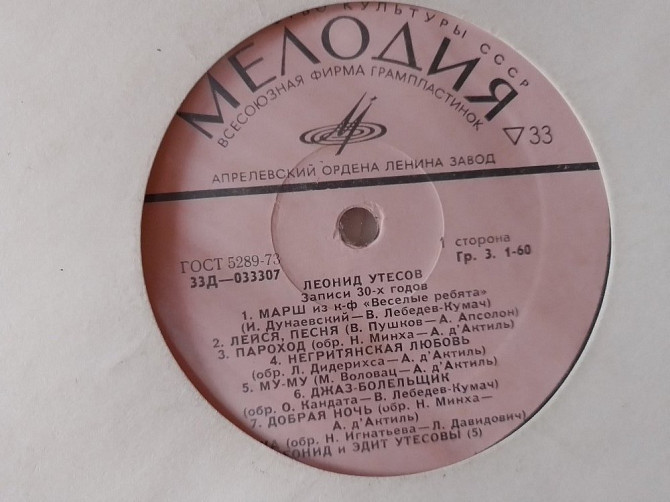 КУЛЬТУРЫ СССР
МЕЛОДИЯ
ВСЕСОЮЗНАЯ ФИРМА ГРАМПЛАСТИНОК
▽33
АПРЕЛЕВСКИЙ ОРДЕНА ЛЕНИНА ЗАВОД
ГОСТ 5289-73
33Д—033307
1 сторона
Гр. 3. 1-60
ЛЕОНИД УТЕСОВ
Записи 30-х годов
1. МАРШ из к-ф «Веселые ребята»
(И. Дунаевский—В. Лебедев-Кумач)
2. ЛЕЙСЯ, ПЕСНЯ (В. Пушков—А. Апсолон)
3. ПАРОХОД (обр. Н. Минха—А. д'Актиль)
4. НЕГРИТЯНСКАЯ ЛЮБОВЬ
(обр. Л. Дидерихса—А. д'Актиль)
5. МУ-МУ (М. Воловац—А. д'Актиль)
6. ДЖАЗ-БОЛЕЛЬЩИК
(обр. О. Кандата—В. Лебедев-Кумач)
7. ДОБРАЯ НОЧЬ (обр. Н. Минха—
А. д'Актиль)
(обр. Н. Игнатьева—Л. Давидович)
и ЭДИТ УТЕСОВЫ (5)